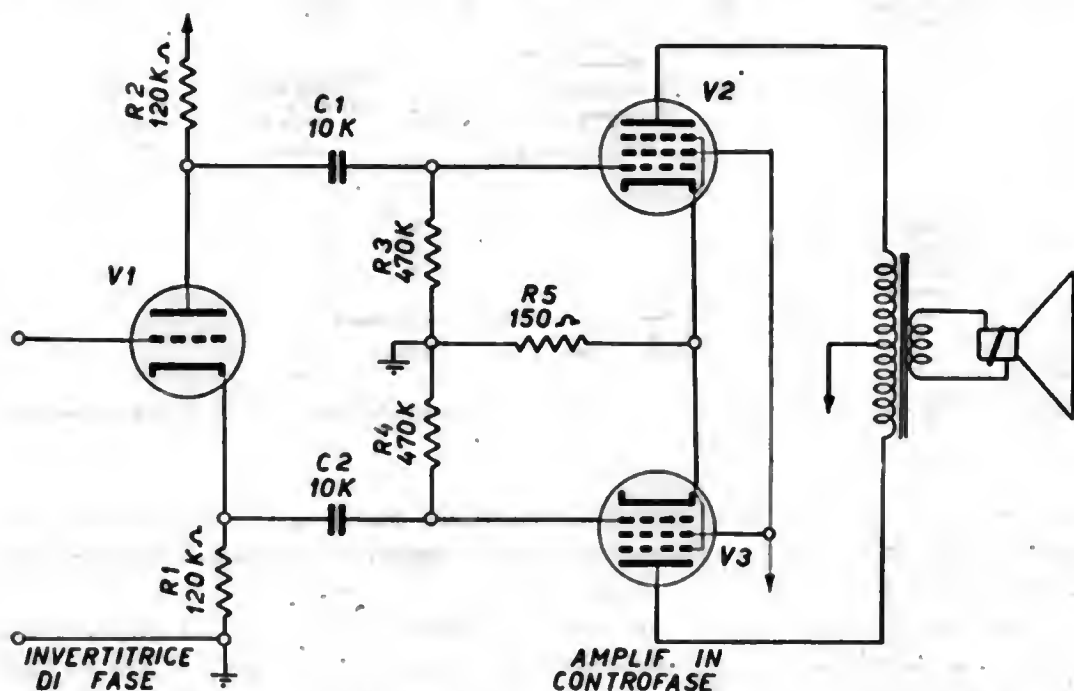 R2
120KΩ
C1
10K
V2
V1
R3
470K
R5
150Ω
R4
470K
C2
10K
R1
120KΩ
V3
INVERTITRICE
DI FASE
AMPLIF. IN
CONTROFASE